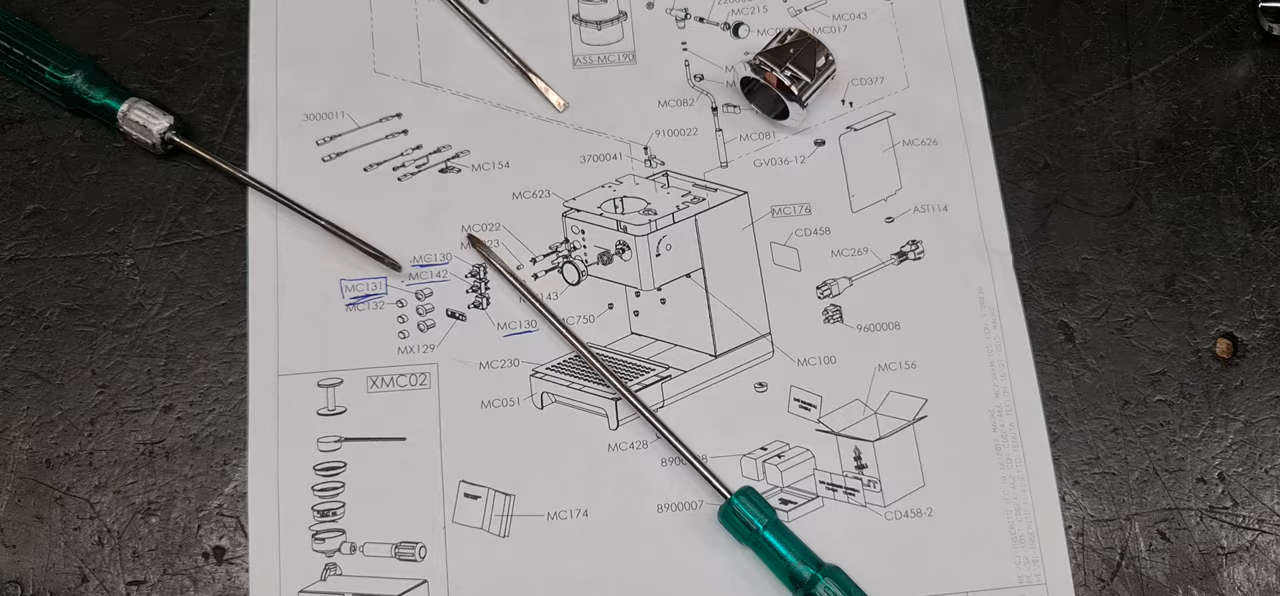 MC215
MC043
MC017
ASS-MC190
CD377
MC082
3000011
9100022
MC081
MC626
3700041
GV036-12
MC154
MC623
MC176
AST114
MC022
CD458
MC269
MC130
MC142
MC131
MC132
MC130
9600008
MX129
MC230
MC100
MC156
XMC02
MC051
MC428
8900007
MC174
CD458-2